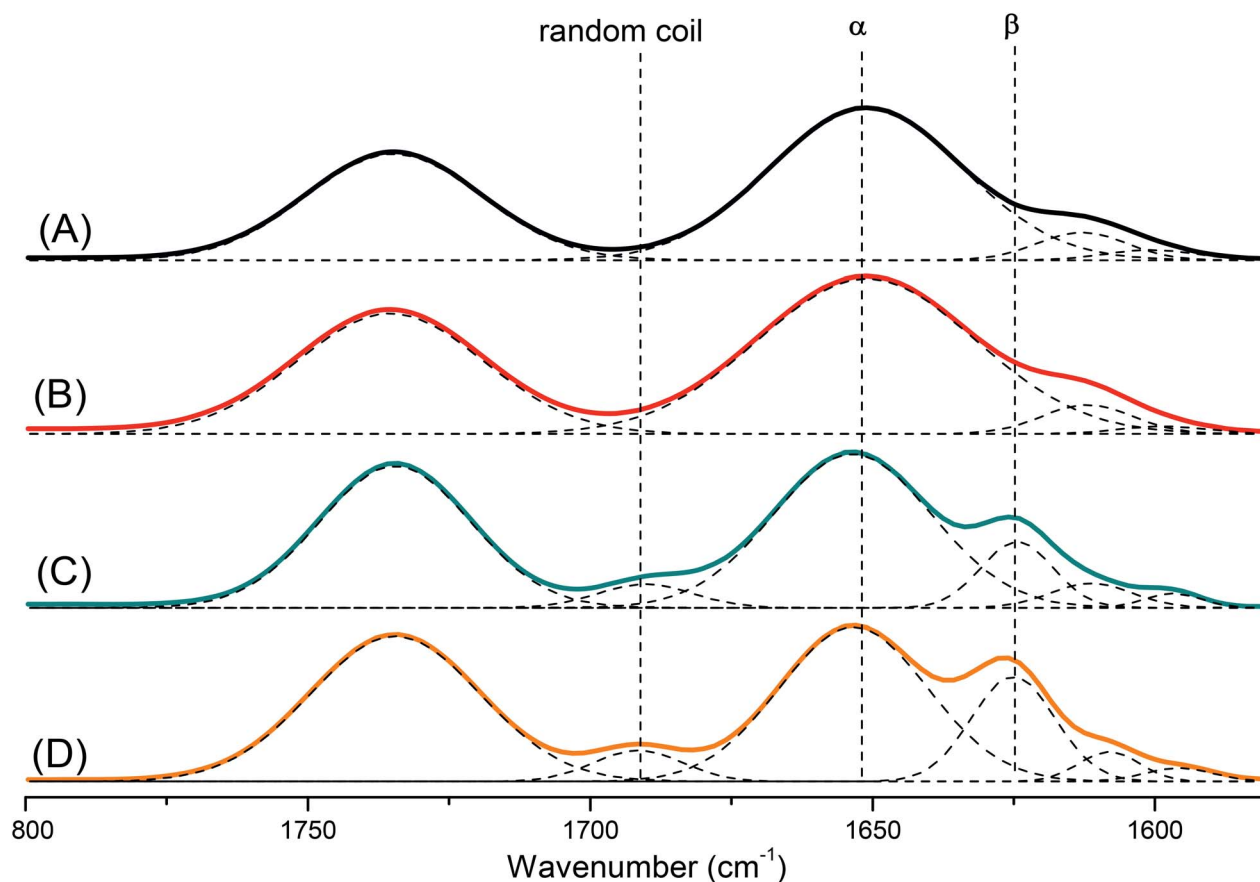 random coil α β
(A)
(B)
(C)
(D)
800 1750 1700 1650 1600
Wavenumber (cm⁻¹)